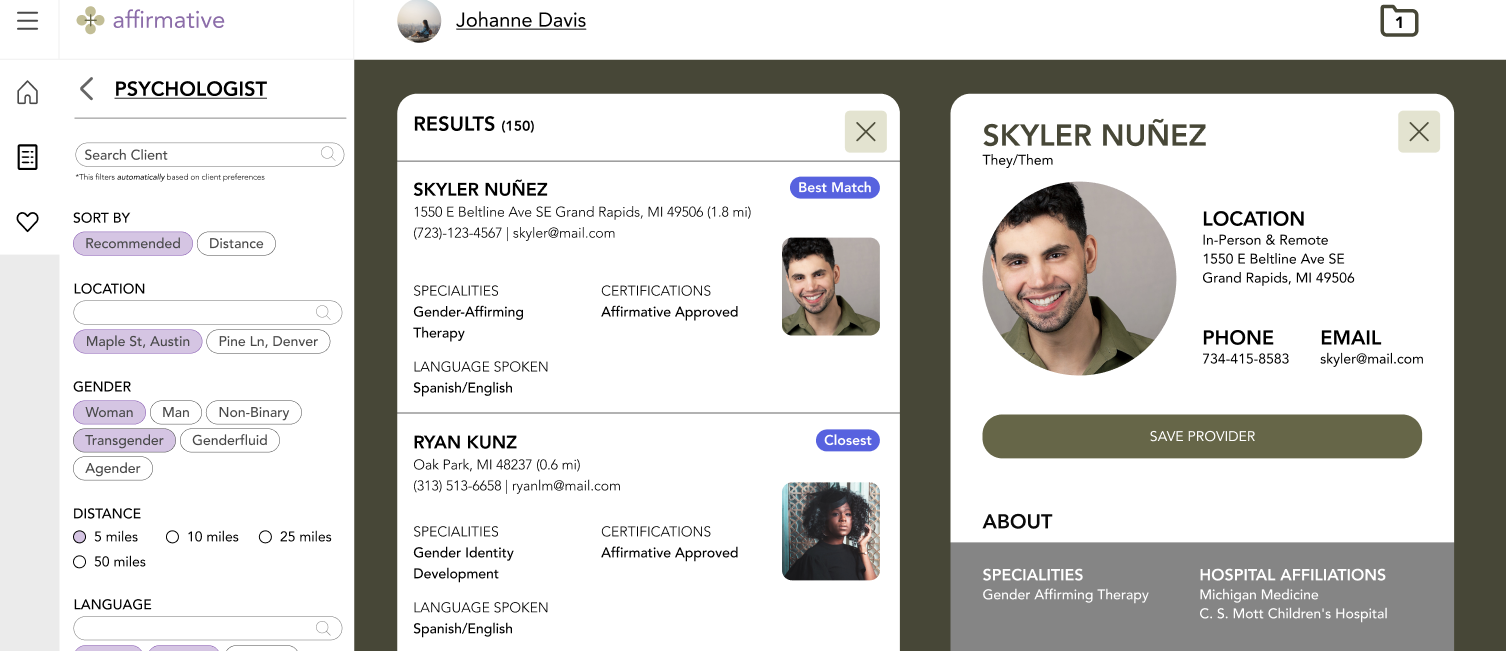 affirmative
Johanne Davis
1
PSYCHOLOGIST
Search Client
*This filters automatically based on client preferences
SORT BY
Recommended
Distance
LOCATION
Maple St, Austin
Pine Ln, Denver
GENDER
Woman
Man
Non-Binary
Transgender
Genderfluid
Agender
DISTANCE
5 miles
10 miles
25 miles
50 miles
LANGUAGE
RESULTS (150)
SKYLER NUÑEZ
Best Match
1550 E Beltline Ave SE Grand Rapids, MI 49506 (1.8 mi)
(723)-123-4567 | skyler@mail.com
SPECIALITIES
Gender-Affirming
Therapy
CERTIFICATIONS
Affirmative Approved
LANGUAGE SPOKEN
Spanish/English
RYAN KUNZ
Closest
Oak Park, MI 48237 (0.6 mi)
(313) 513-6658 | ryanlm@mail.com
SPECIALITIES
Gender Identity
Development
CERTIFICATIONS
Affirmative Approved
LANGUAGE SPOKEN
Spanish/English
SKYLER NUÑEZ
They/Them
LOCATION
In-Person & Remote
1550 E Beltline Ave SE
Grand Rapids, MI 49506
PHONE
734-415-8583
EMAIL
skyler@mail.com
SAVE PROVIDER
ABOUT
SPECIALITIES
Gender Affirming Therapy
HOSPITAL AFFILIATIONS
Michigan Medicine
C. S. Mott Children's Hospital